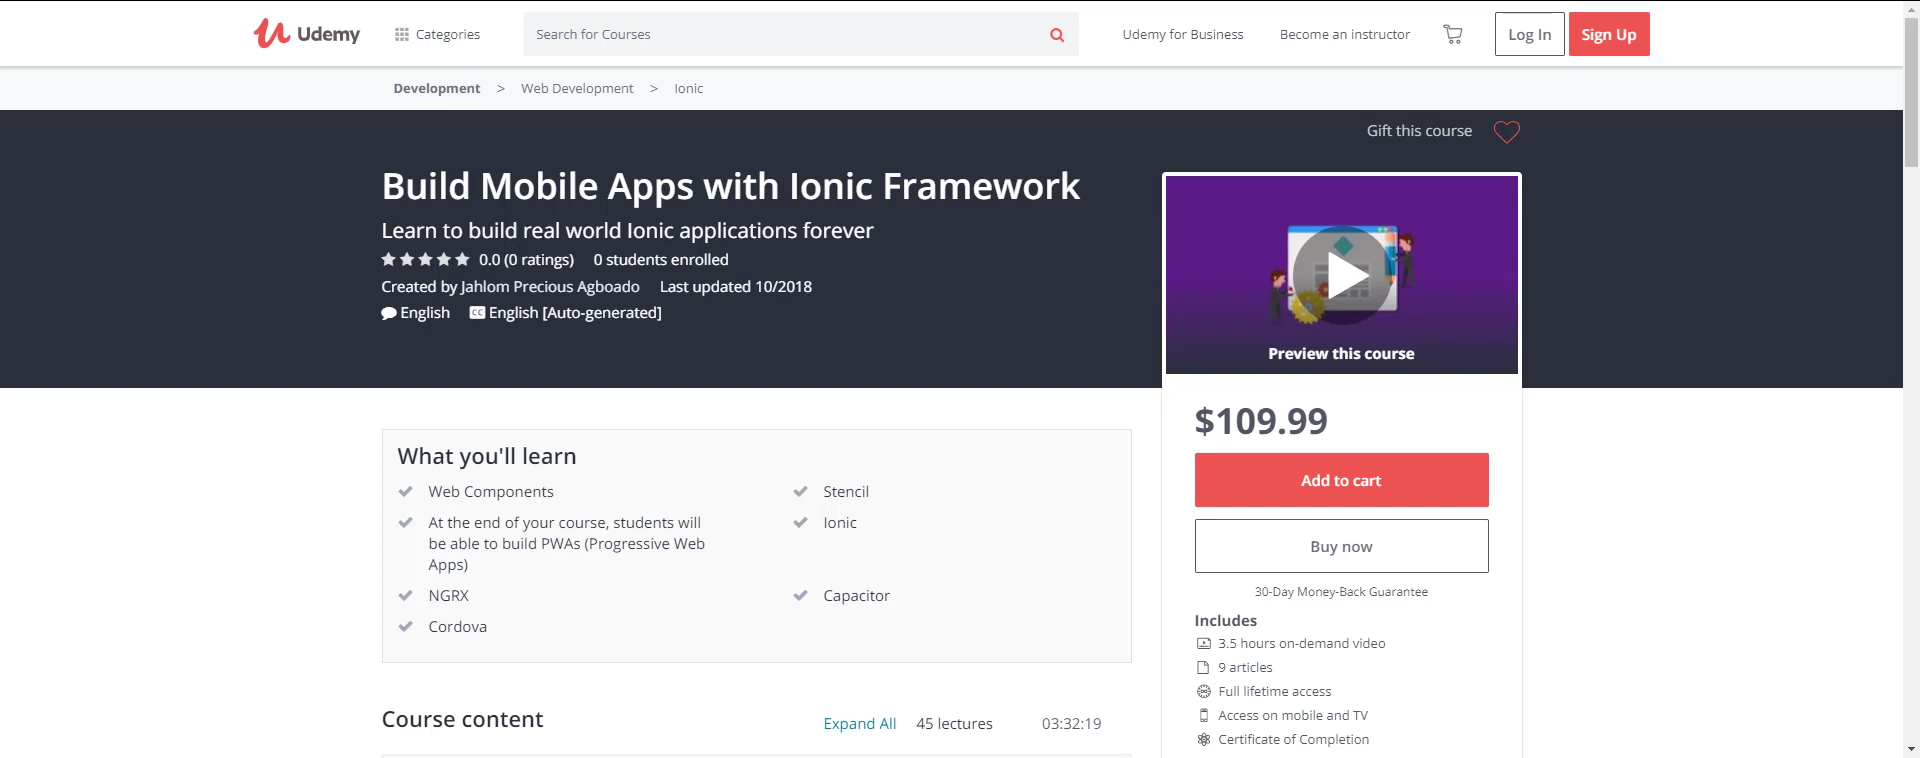 Udemy
Categories
Search for Courses
Udemy for Business
Become an instructor
Log In
Sign Up
Development > Web Development > Ionic
Gift this course
Build Mobile Apps with Ionic Framework
Learn to build real world Ionic applications forever
0.0 (0 ratings) 0 students enrolled
Created by Jahlom Precious Agboado Last updated 10/2018
English CC English [Auto-generated]
Preview this course
$109.99
Add to cart
Buy now
30-Day Money-Back Guarantee
Includes
3.5 hours on-demand video
9 articles
Full lifetime access
Access on mobile and TV
Certificate of Completion
What you'll learn
Web Components
Stencil
At the end of your course, students will
be able to build PWAs (Progressive Web
Apps)
Ionic
NGRX
Capacitor
Cordova
Course content
Expand All 45 lectures 03:32:19